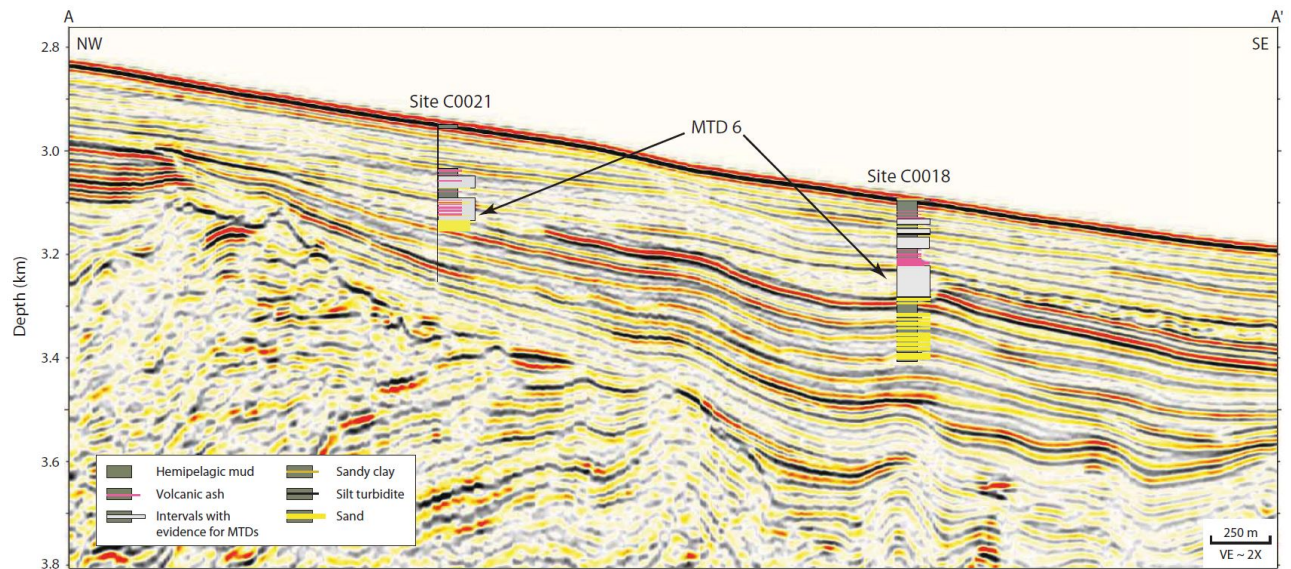 A A'
NW SE
2.8
Site C0021
MTD 6
3.0
Site C0018
3.2
Depth (km)
3.4
3.6
Hemipelagic mud Sandy clay
Volcanic ash Silt turbidite
Intervals with Sand
evidence for MTDs
250 m
VE ~ 2X
3.8